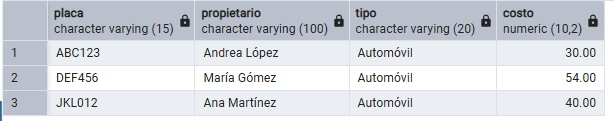 placa propietario tipo costo
character varying (15) character varying (100) character varying (20) numeric (10,2)
1 ABC123 Andrea López Automóvil 30.00
2 DEF456 María Gómez Automóvil 54.00
3 JKL012 Ana Martínez Automóvil 40.00